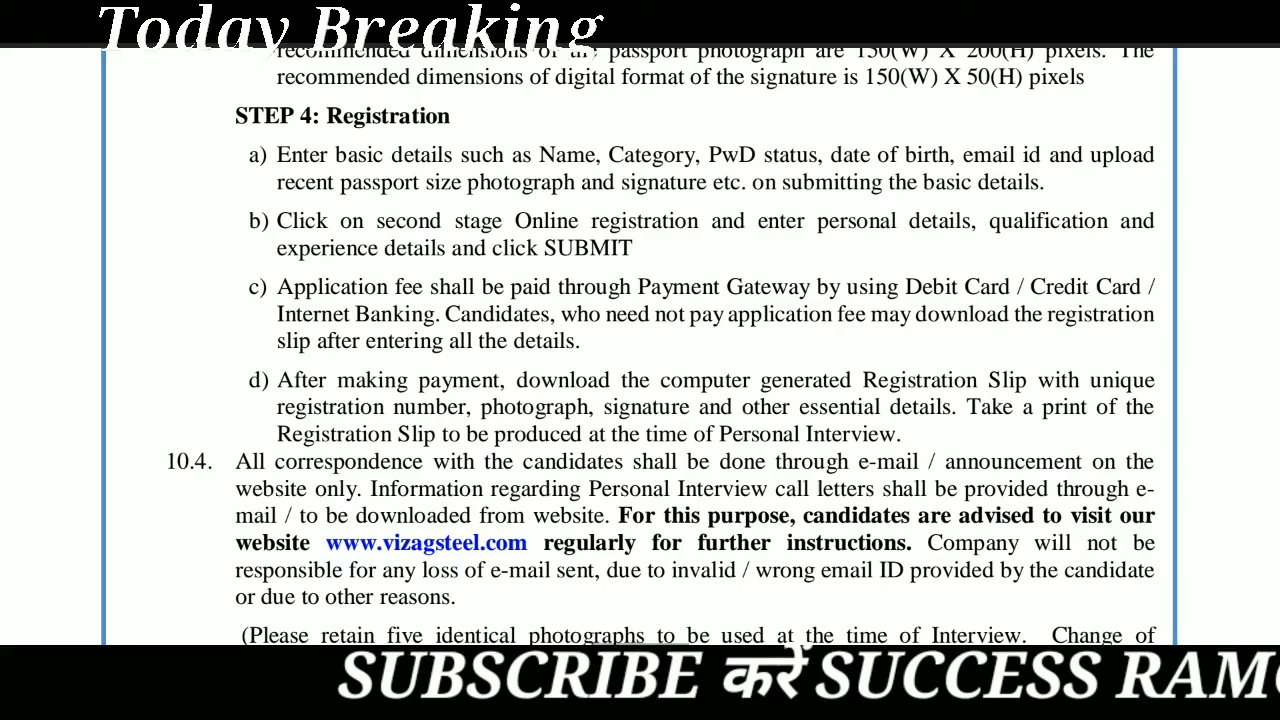 Today Breaking
recommended dimensions of the passport photograph are 150(W) X 200(H) pixels. The
recommended dimensions of digital format of the signature is 150(W) X 50(H) pixels
STEP 4: Registration
a) Enter basic details such as Name, Category, PwD status, date of birth, email id and upload
recent passport size photograph and signature etc. on submitting the basic details.
b) Click on second stage Online registration and enter personal details, qualification and
experience details and click SUBMIT
c) Application fee shall be paid through Payment Gateway by using Debit Card / Credit Card /
Internet Banking. Candidates, who need not pay application fee may download the registration
slip after entering all the details.
d) After making payment, download the computer generated Registration Slip with unique
registration number, photograph, signature and other essential details. Take a print of the
Registration Slip to be produced at the time of Personal Interview.
10.4. All correspondence with the candidates shall be done through e-mail / announcement on the
website only. Information regarding Personal Interview call letters shall be provided through e-
mail / to be downloaded from website. For this purpose, candidates are advised to visit our
website www.vizagsteel.com regularly for further instructions. Company will not be
responsible for any loss of e-mail sent, due to invalid / wrong email ID provided by the candidate
or due to other reasons.
(Please retain five identical photographs to be used at the time of Interview. Change of
SUBSCRIBE करें SUCCESS